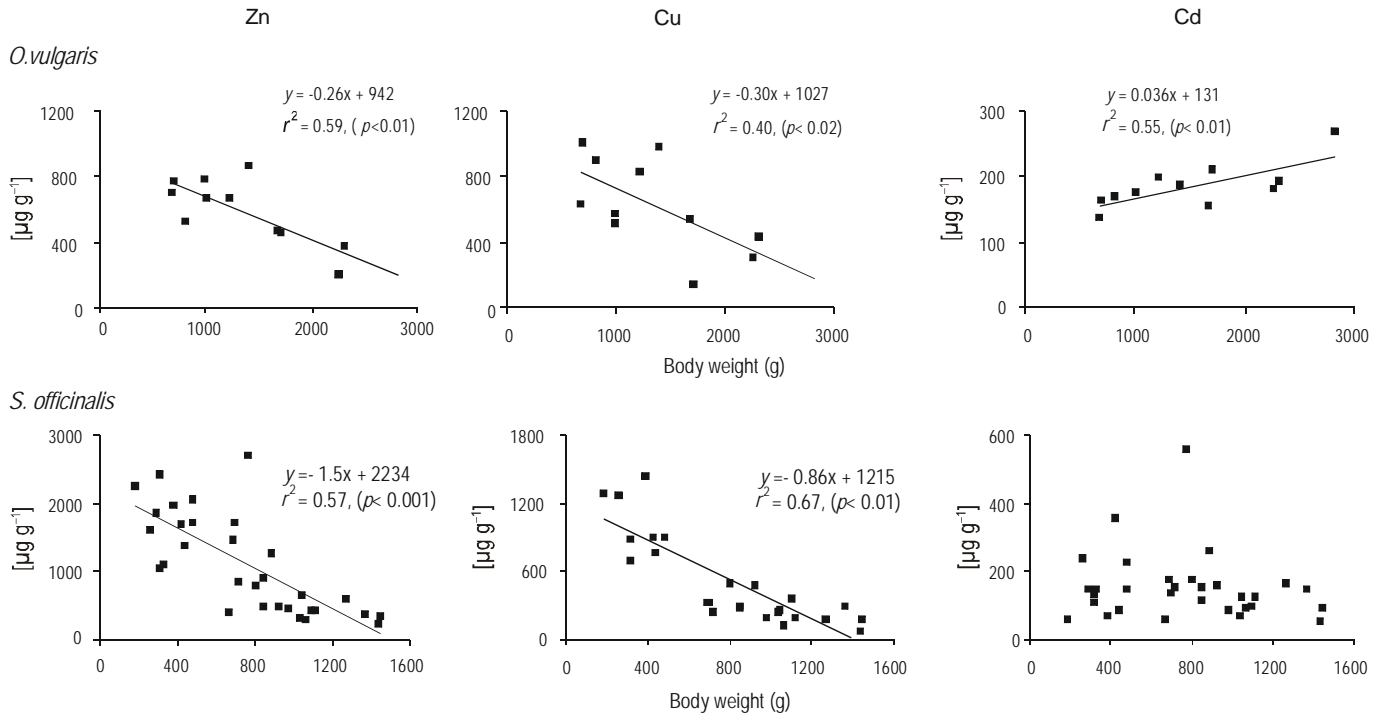 Zn Cu Cd
O.vulgaris
y = -0.26x + 942
r² = 0.59, ( p<0.01)
[µg g⁻¹]
1200
800
400
0
0 1000 2000 3000
y = -0.30x + 1027
r² = 0.40, (p< 0.02)
[µg g⁻¹]
1200
800
400
0
0 1000 2000 3000
Body weight (g)
y = 0.036x + 131
r² = 0.55, (p< 0.01)
[µg g⁻¹]
300
200
100
0
0 1000 2000 3000
S. officinalis
y =- 1.5x + 2234
r² = 0.57, (p< 0.001)
[µg g⁻¹]
3000
2000
1000
0
0 400 800 1200 1600
y =- 0.86x + 1215
r² = 0.67, (p< 0.01)
[µg g⁻¹]
1800
1200
600
0
0 400 800 1200 1600
Body weight (g)
[µg g⁻¹]
600
400
200
0
0 400 800 1200 1600